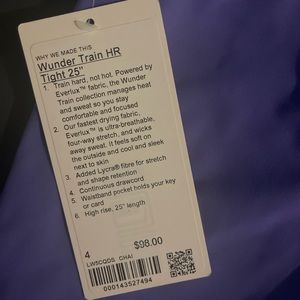 WHY WE MADE THIS
Wunder Train HR
Tight 25"
1. Train hard, not hot. Powered by
Everlux™ fabric, the Wunder
Train collection manages heat
and sweat so you stay
comfortable and focused
2. Our fastest drying fabric,
Everlux™ is ultra-breathable,
four-way stretch, and wicks
away sweat. It feels soft on
the outside and cool and sleek
next to skin
3. Added Lycra® fibre for stretch
and shape retention
4. Continuous drawcord
5. Waistband pocket holds your key
or card
6. High rise, 25" length
4
$98.00
CHAI
000143527494